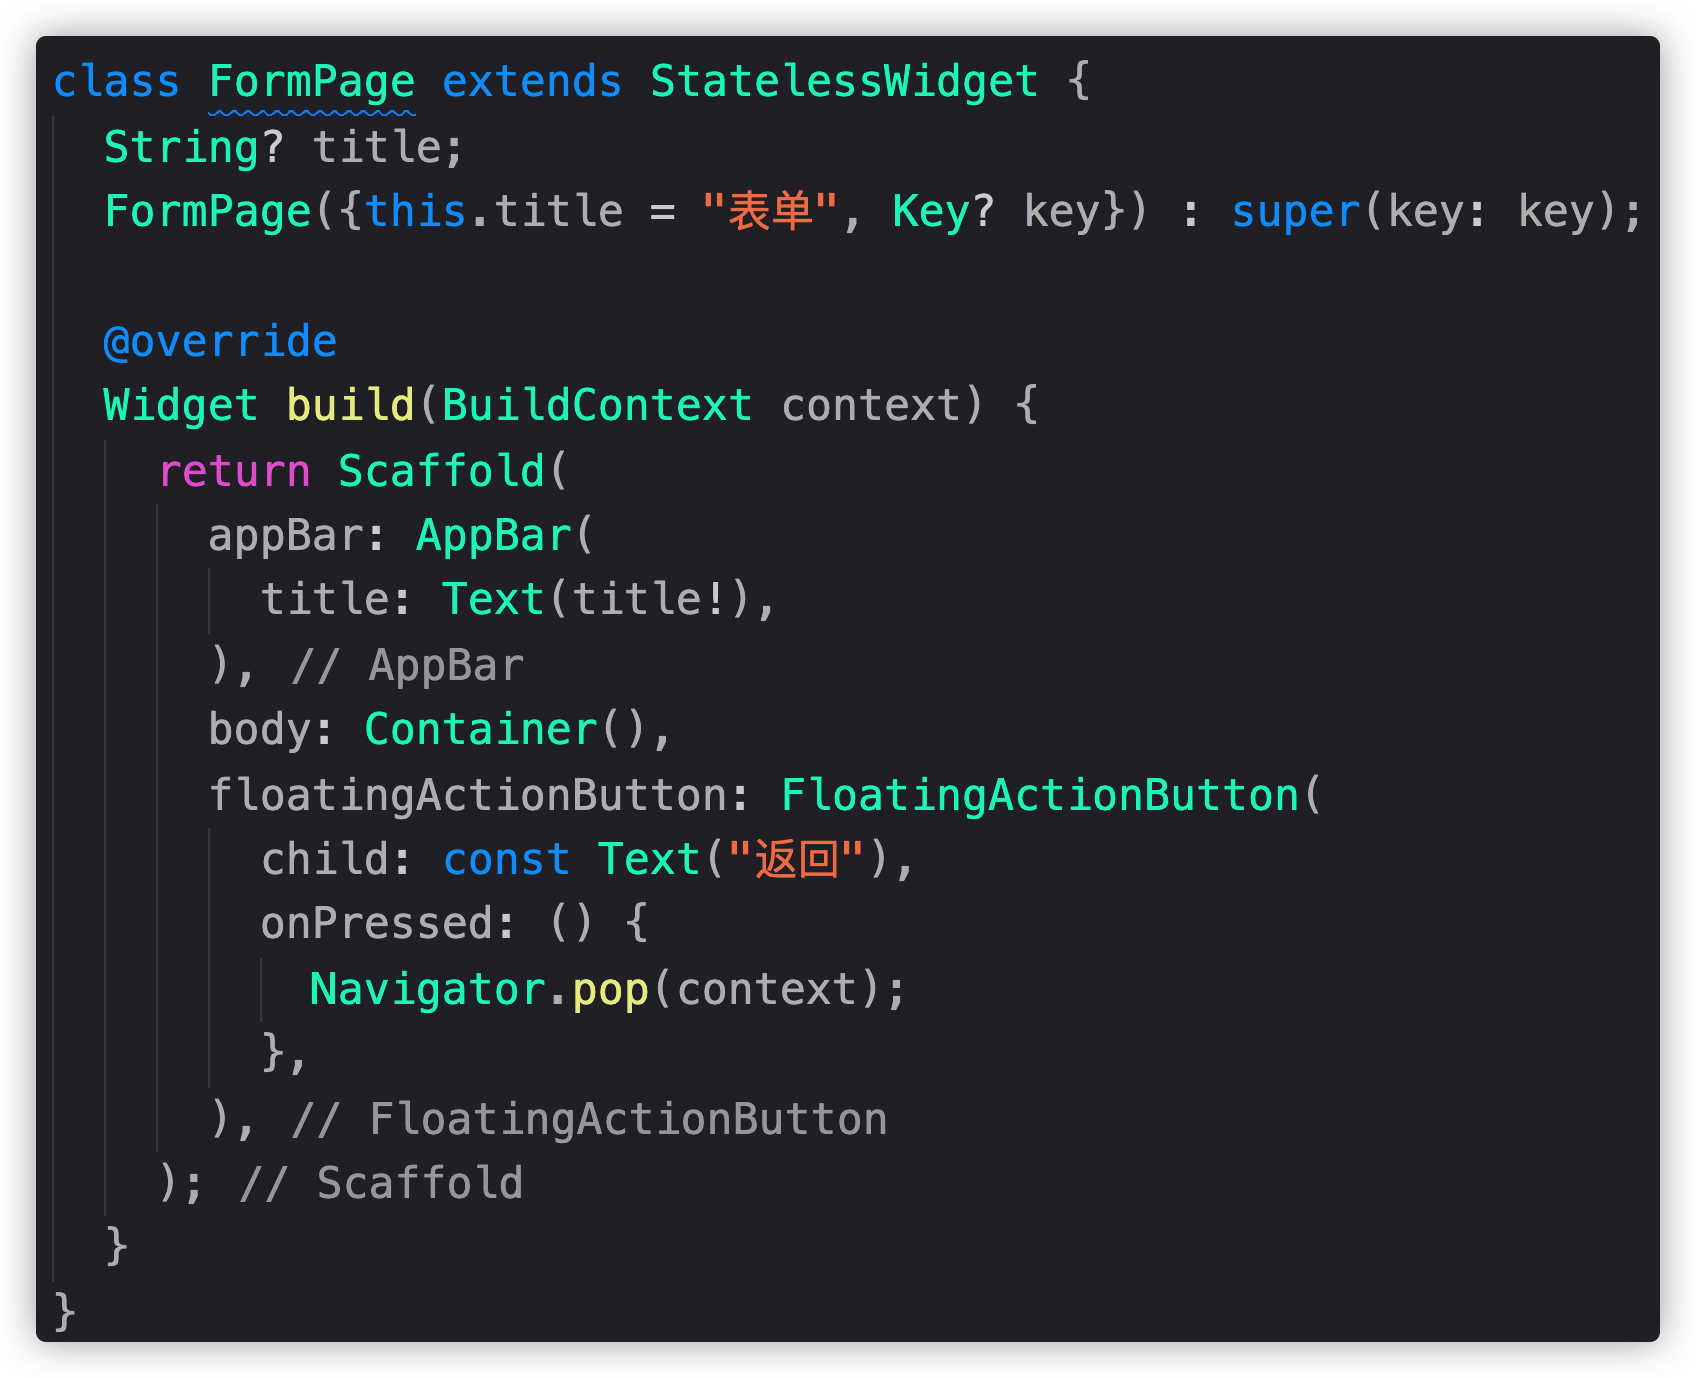 class FormPage extends StatelessWidget {
  String? title;
  FormPage({this.title = "表单", Key? key}) : super(key: key);

  @override
  Widget build(BuildContext context) {
    return Scaffold(
      appBar: AppBar(
        title: Text(title!),
      ), // AppBar
      body: Container(),
      floatingActionButton: FloatingActionButton(
        child: const Text("返回"),
        onPressed: () {
          Navigator.pop(context);
        },
      ), // FloatingActionButton
    ); // Scaffold
  }
}